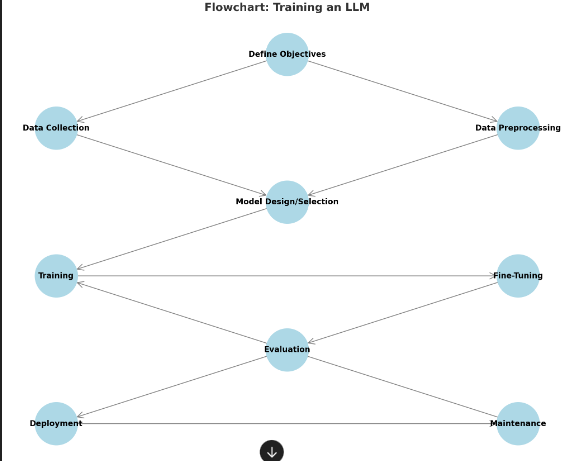 Flowchart: Training an LLM
Define Objectives
Data Collection
Data Preprocessing
Model Design/Selection
Training
Fine-Tuning
Evaluation
Deployment
Maintenance